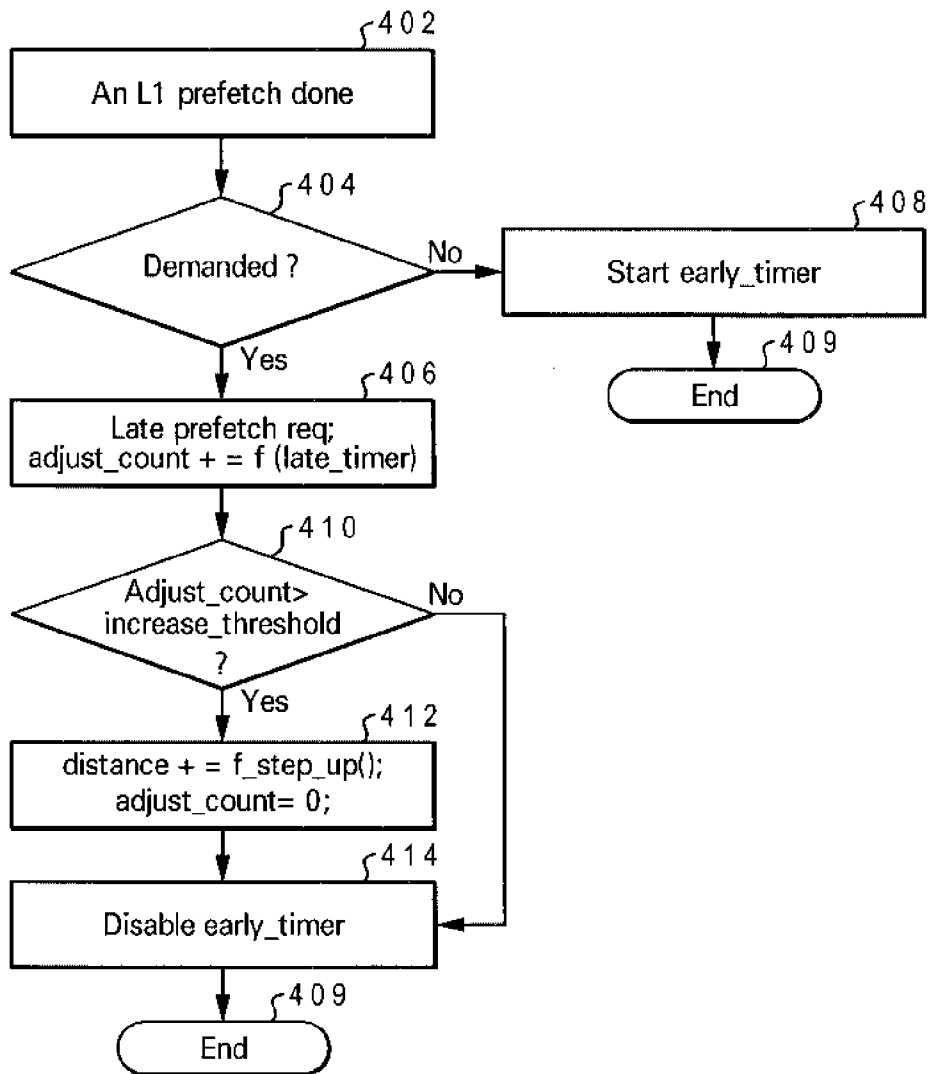 402
An L1 prefetch done
404
Demanded ?
No
408
Start early_timer
409
End
Yes
406
Late prefetch req;
adjust_count + = f (late_timer)
410
Adjust_count>
increase_threshold
?
No
Yes
412
distance + = f_step_up();
adjust_count= 0;
414
Disable early_timer
409
End